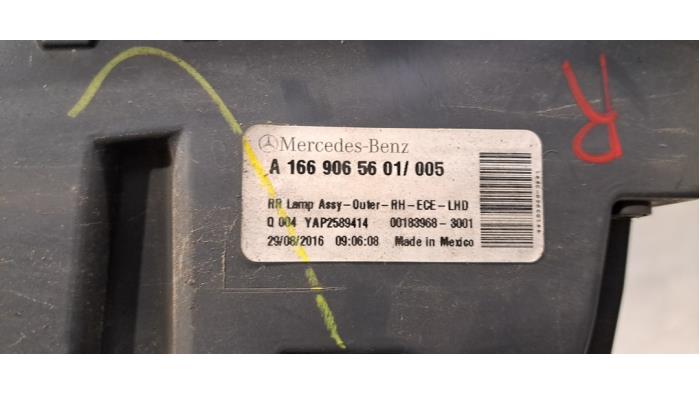 Mercedes-Benz
A 166 906 56 01/ 005
RR Lamp Assy-Outer-RH-ECE-LHD
Q 004 YAP2589414 00183968-3001
29/08/2016 09:06:08 Made in Mexico
R